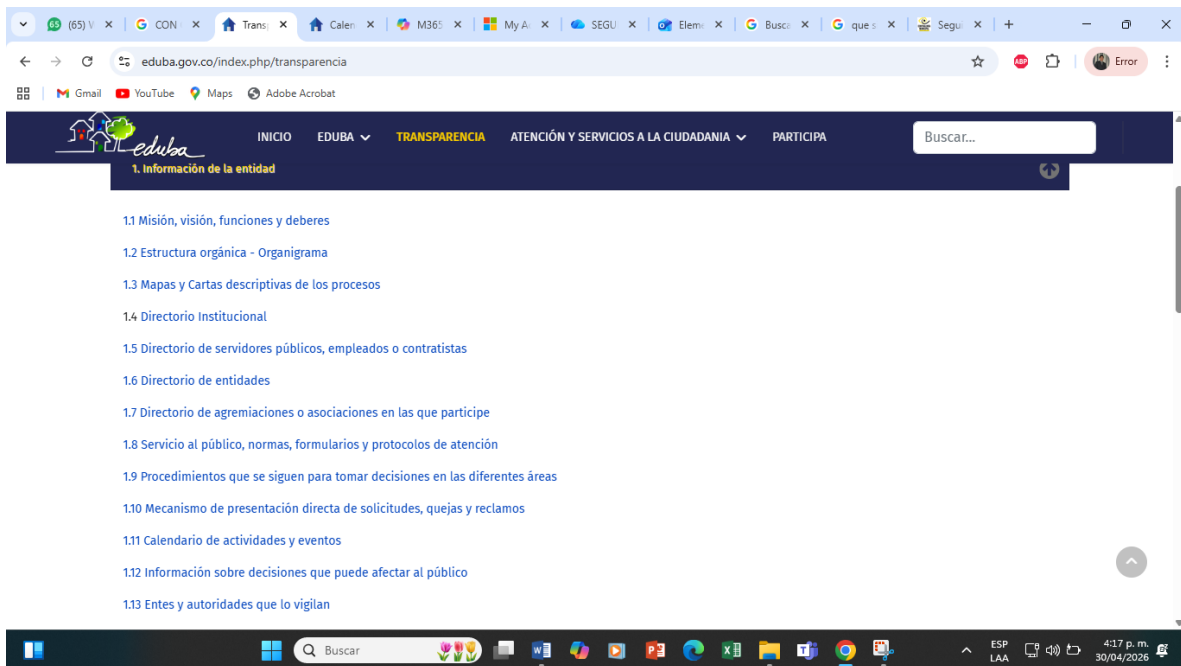 (65) V
CON
Trans
Calen
M365
My A
SEGU
Eleme
Busca
que s
Segu
eduba.gov.co/index.php/transparencia
ABP
Error
Gmail
YouTube
Maps
Adobe Acrobat
eduba
INICIO
EDUBA
TRANSPARENCIA
ATENCIÓN Y SERVICIOS A LA CIUDADANIA
PARTICIPA
Buscar...
1. Información de la entidad
1.1 Misión, visión, funciones y deberes
1.2 Estructura orgánica - Organigrama
1.3 Mapas y Cartas descriptivas de los procesos
1.4 Directorio Institucional
1.5 Directorio de servidores públicos, empleados o contratistas
1.6 Directorio de entidades
1.7 Directorio de agremiaciones o asociaciones en las que participe
1.8 Servicio al público, normas, formularios y protocolos de atención
1.9 Procedimientos que se siguen para tomar decisiones en las diferentes áreas
1.10 Mecanismo de presentación directa de solicitudes, quejas y reclamos
1.11 Calendario de actividades y eventos
1.12 Información sobre decisiones que puede afectar al público
1.13 Entes y autoridades que lo vigilan
Buscar
ESP
LAA
4:17 p. m.
30/04/2026